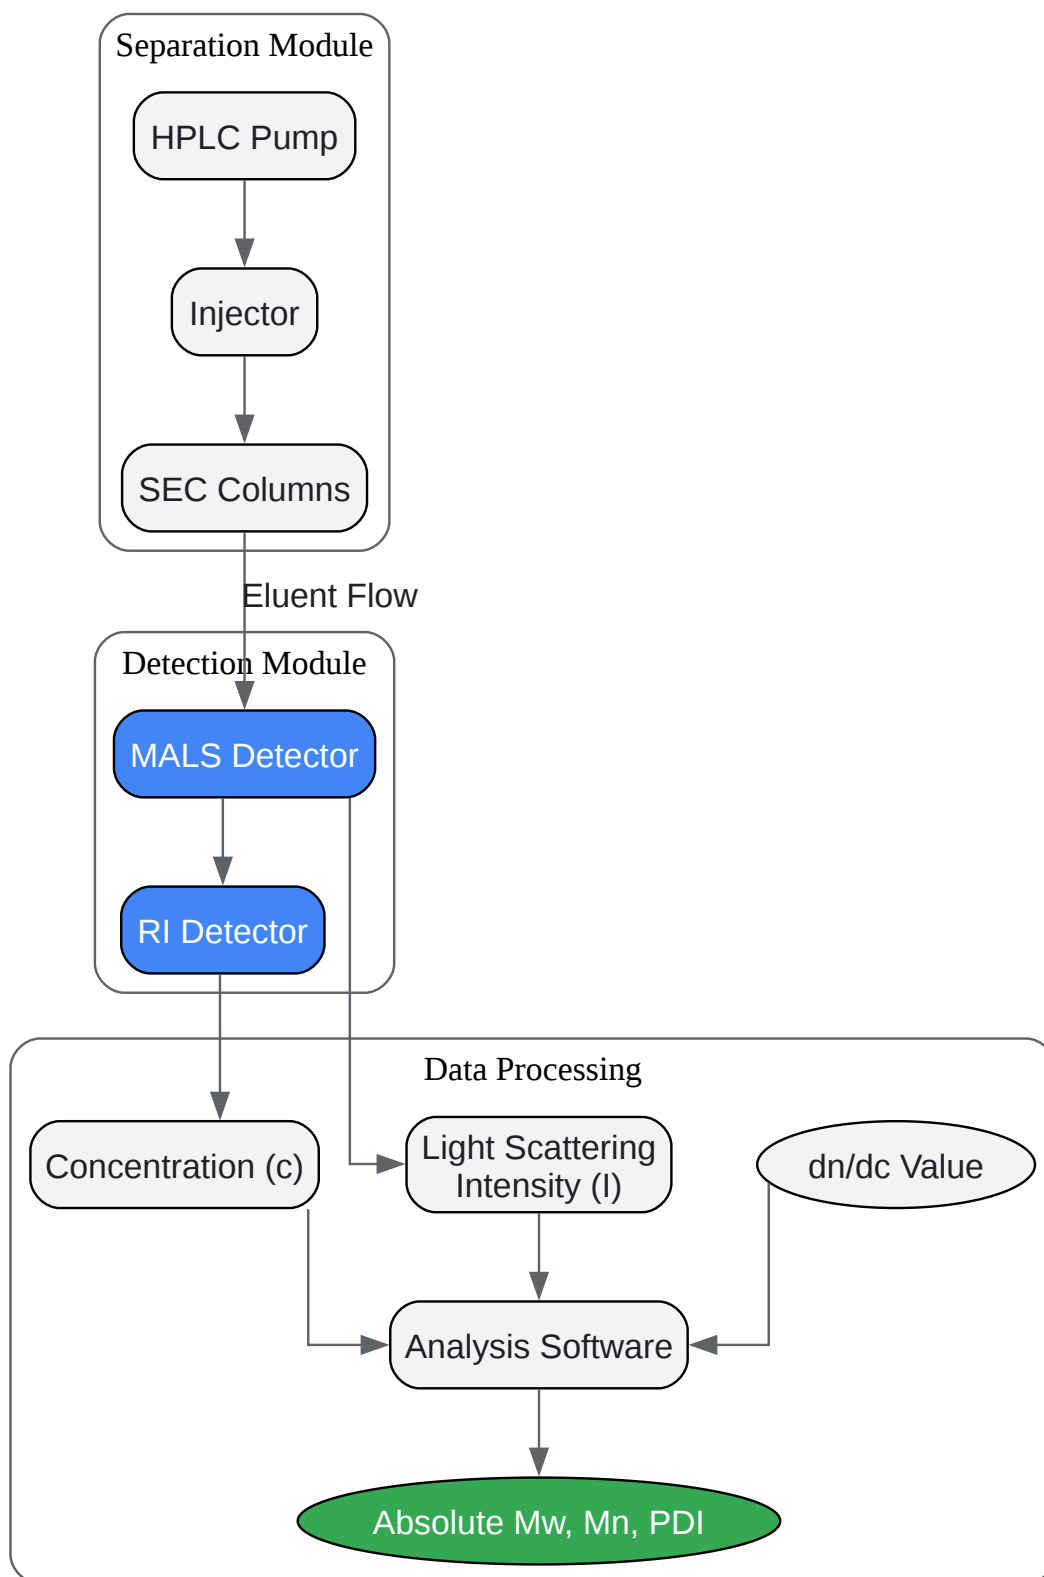 Separation Module
HPLC Pump
Injector
SEC Columns
Eluent Flow
Detection Module
MALS Detector
RI Detector
Data Processing
Concentration (c)
Light Scattering
Intensity (I)
dn/dc Value
Analysis Software
Absolute Mw, Mn, PDI